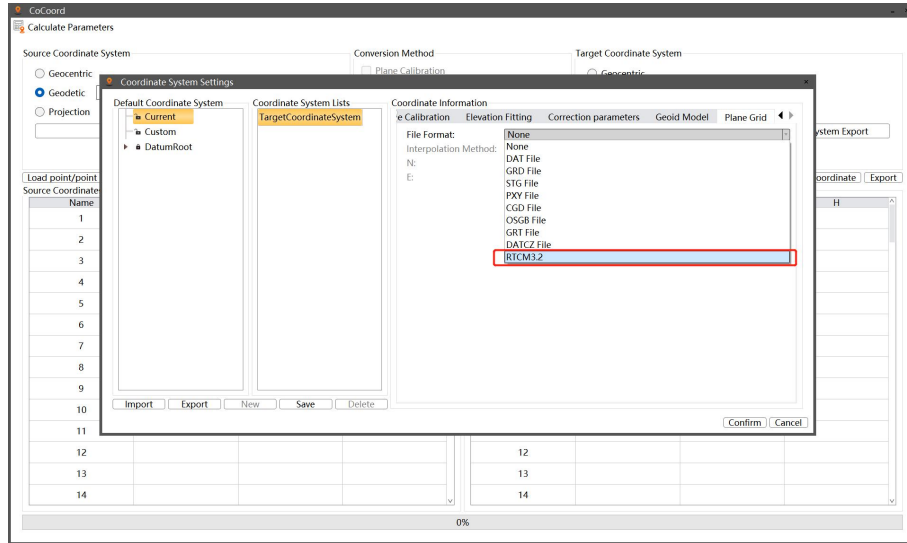 CoCoord
Calculate Parameters
Source Coordinate System
Conversion Method
Target Coordinate System
Geocentric
Plane Calibration
Geocentric
Geodetic
Projection
ystem Export
Load point/point
oordinate
Export
Source Coordinate
Name
H
1
2
3
4
5
6
7
8
9
10
11
12
12
13
13
14
14
0%
Coordinate System Settings
Default Coordinate System
Coordinate System Lists
Coordinate Information
Current
Custom
DatumRoot
TargetCoordinateSystem
e Calibration
Elevation Fitting
Correction parameters
Geoid Model
Plane Grid
File Format:
None
Interpolation Method:
N:
E:
None
DAT File
GRD File
STG File
PXY File
CGD File
OSGB File
GRT File
DATCZ File
RTCM3.2
Import
Export
New
Save
Delete
Confirm
Cancel